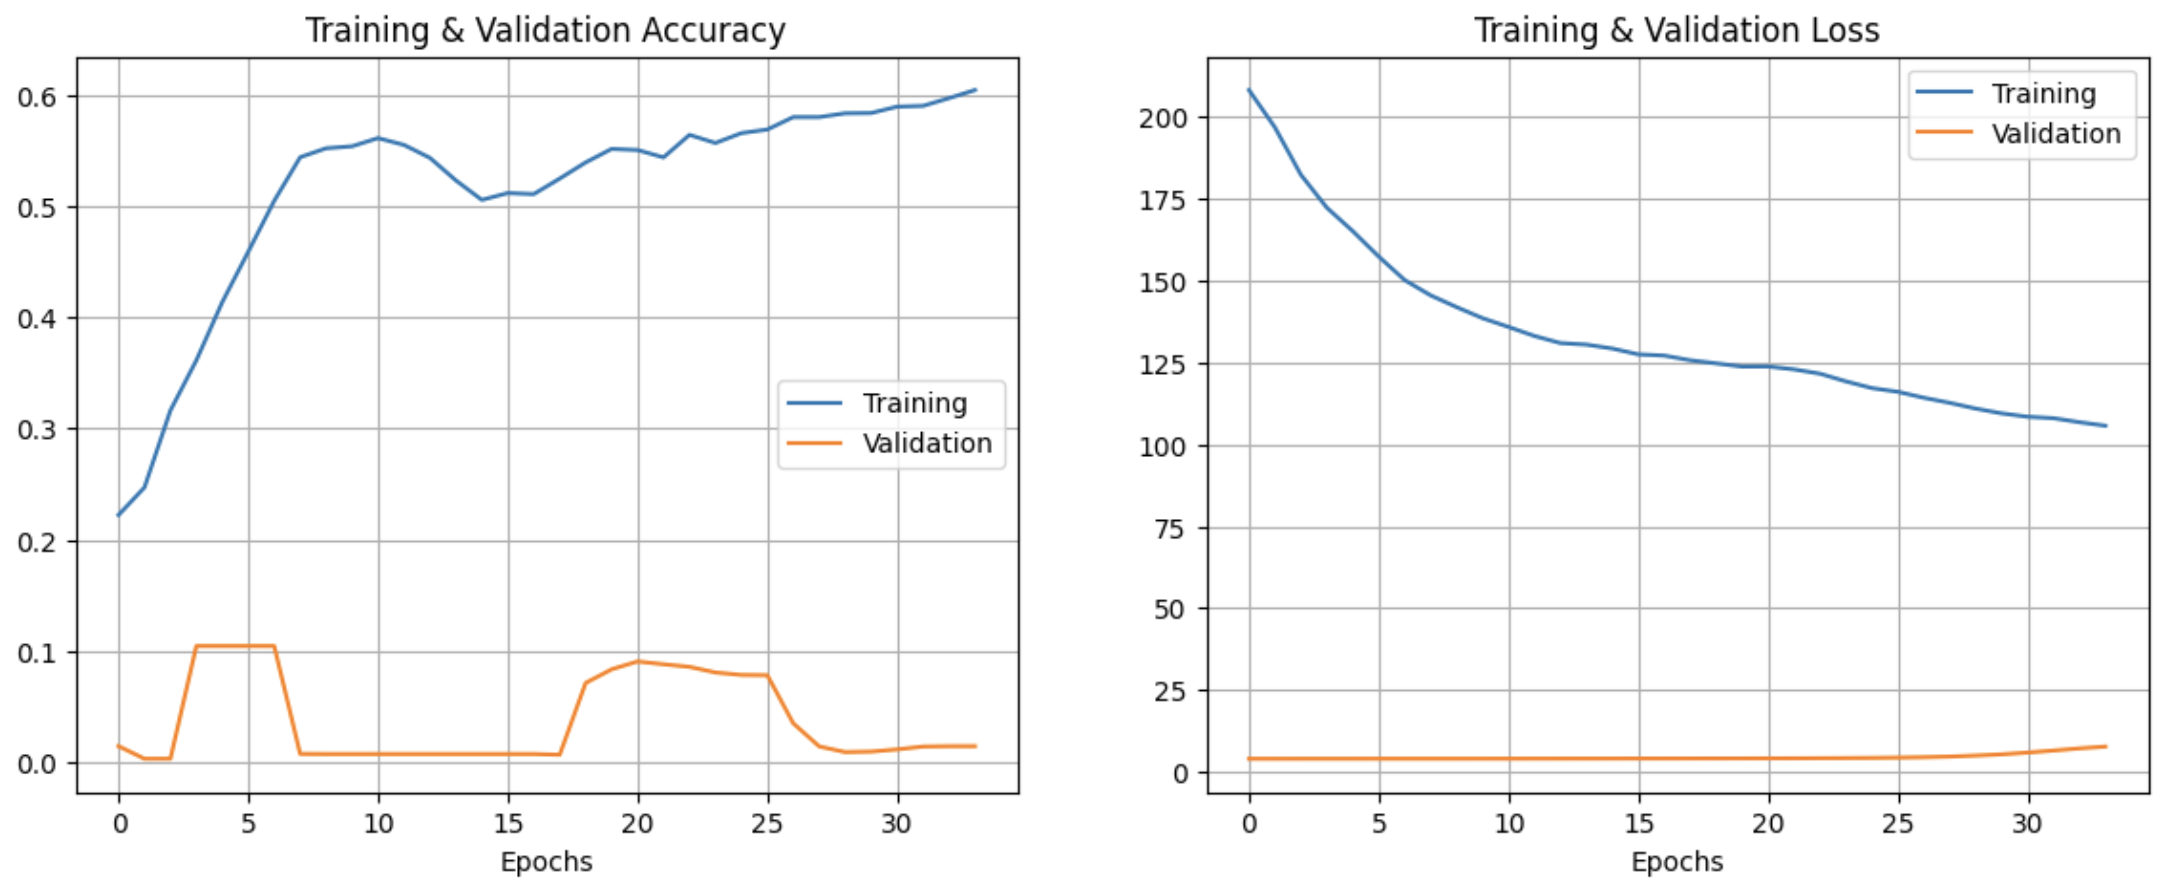 Training & Validation Accuracy
0.6
0.5
0.4
0.3
0.2
0.1
0.0
Training
Validation
0 5 10 15 20 25 30
Epochs
Training & Validation Loss
200
175
150
125
100
75
50
25
0
Training
Validation
0 5 10 15 20 25 30
Epochs